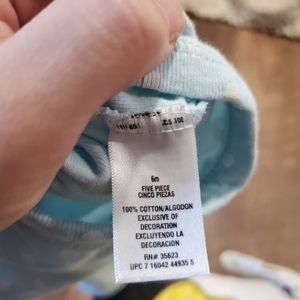 6m
FIVE PIECE
CINCO PIEZAS
100% COTTON/ALGODON
EXCLUSIVE OF
DECORATION
EXCLUYENDO LA
DECORACION
RN# 35623
UPC 7 16042 44935 5